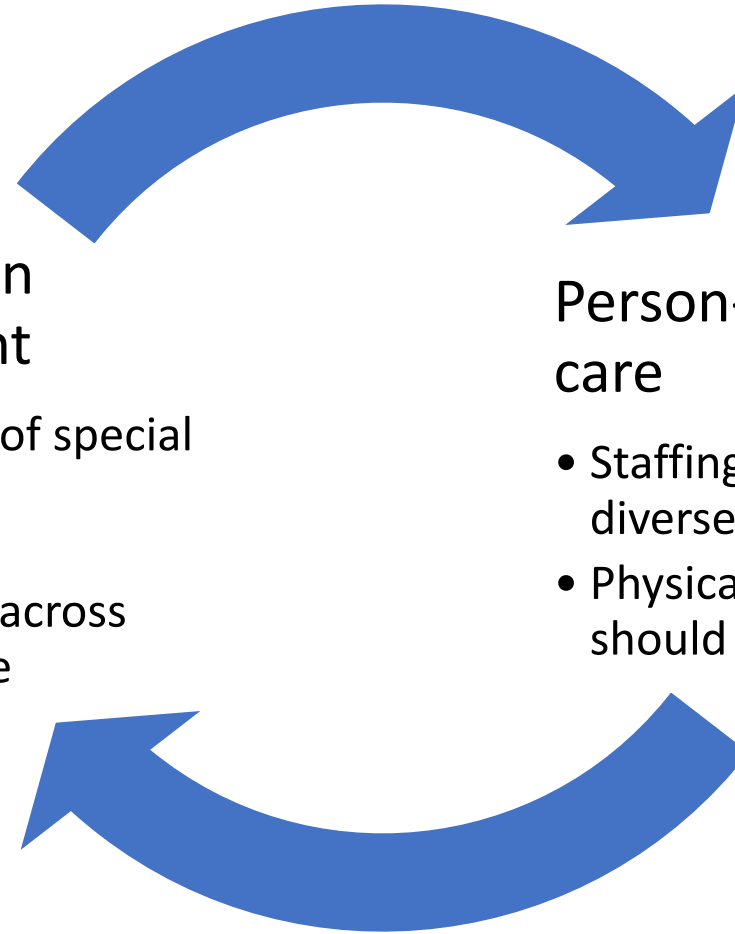 n
nt
of special
across
e
Person-
care
• Staffing
diverse
• Physica
should